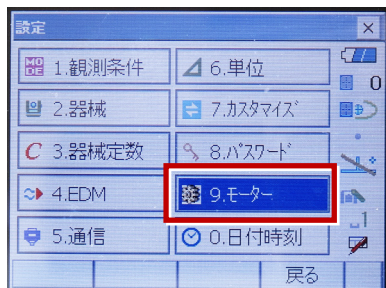 設定
MODE 1.観測条件
6.単位
0
2.器械
7.カスタマイズ
C 3.器械定数
8.パスワード
4.EDM
9.モーター
5.通信
0.日付時刻
戻る